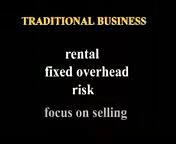 TRADITIONAL BUSINESS
rental
fixed overhead
risk
focus on selling